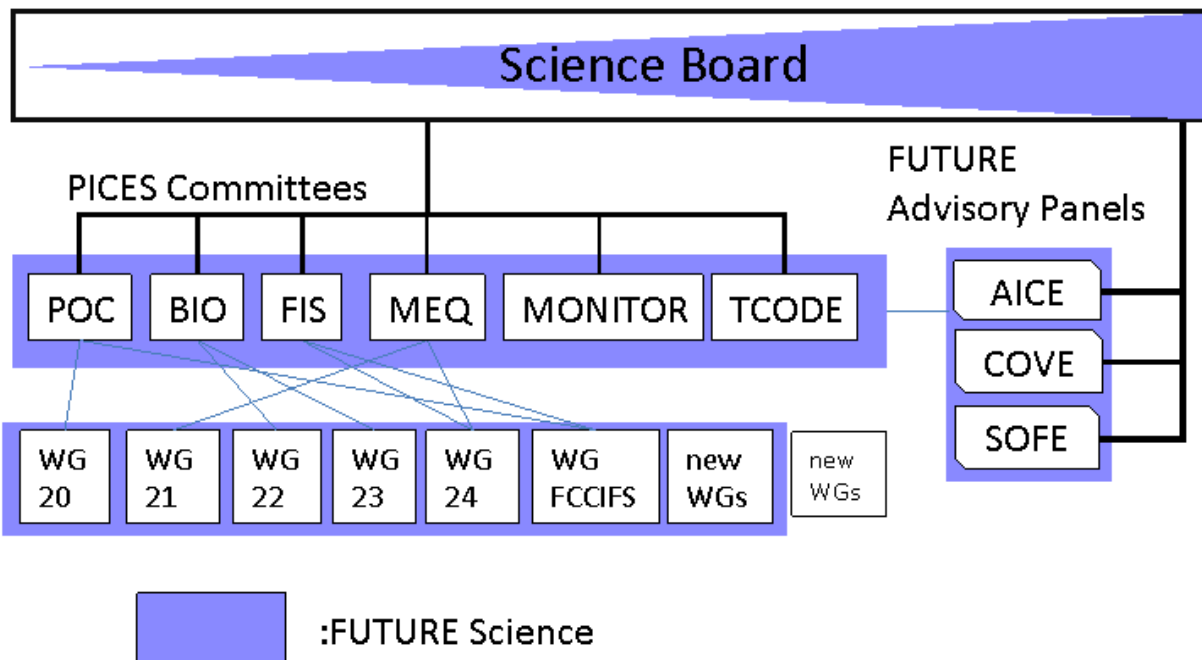 Science Board
PICES Committees
FUTURE
Advisory Panels
POC BIO FIS MEQ MONITOR TCODE
AICE
COVE
SOFE
WG
20
WG
21
WG
22
WG
23
WG
24
WG
FCCIFS
new
WGs
new
WGs
:FUTURE Science